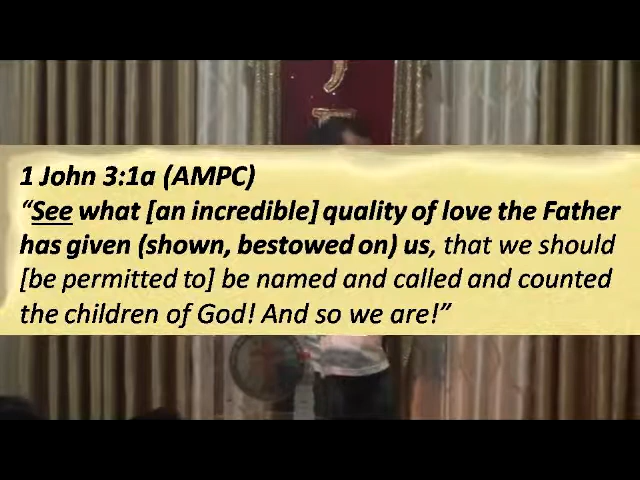 1 John 3:1a (AMPC)
“See what [an incredible] quality of love the Father
has given (shown, bestowed on) us, that we should
[be permitted to] be named and called and counted
the children of God! And so we are!”